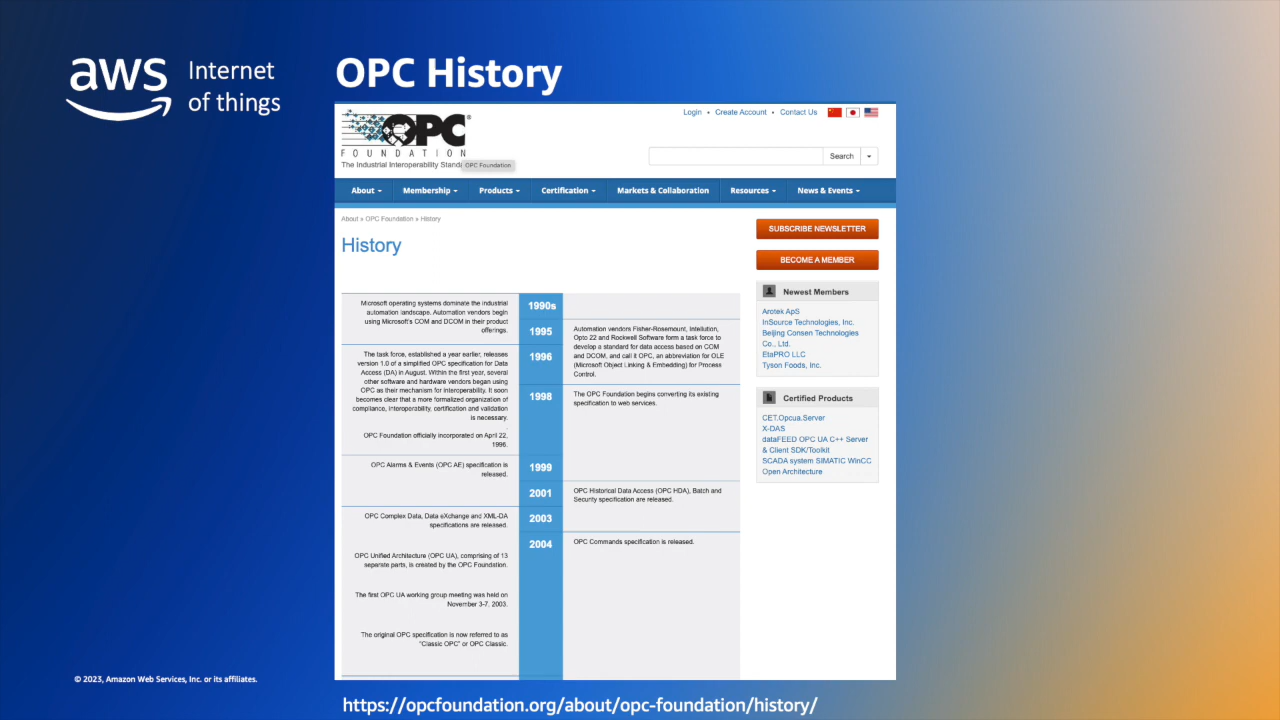 aws
Internet
of things
OPC History
Login • Create Account • Contact Us
OPC®
FOUNDATION
The Industrial Interoperability Standa
OPC Foundation
Search
About
Membership
Products
Certification
Markets & Collaboration
Resources
News & Events
About » OPC Foundation » History
History
SUBSCRIBE NEWSLETTER
BECOME A MEMBER
Newest Members
Arotek ApS
InSource Technologies, Inc.
Beijing Consen Technologies
Co., Ltd.
EtaPRO LLC
Tyson Foods, Inc.
Certified Products
CET.Opcua.Server
X-DAS
dataFEED OPC UA C++ Server
& Client SDK/Toolkit
SCADA system SIMATIC WinCC
Open Architecture
1990s
Microsoft operating systems dominate the industrial
automation landscape. Automation vendors begin
using Microsoft's COM and DCOM in their product
offerings.
1995
Automation vendors Fisher-Rosemount, Intellution,
Opto 22 and Rockwell Software form a task force to
develop a standard for data access based on COM
and DCOM, and call it OPC, an abbreviation for OLE
(Microsoft Object Linking & Embedding) for Process
Control.
1996
The task force, established a year earlier, releases
version 1.0 of a simplified OPC specification for Data
Access (DA) in August. Within the first year, several
other software and hardware vendors began using
OPC as their mechanism for interoperability. It soon
becomes clear that a more formalized organization of
compliance, interoperability, certification and validation
is necessary.
.
OPC Foundation officially incorporated on April 22,
1996.
1998
The OPC Foundation begins converting its existing
specification to web services.
1999
OPC Alarms & Events (OPC AE) specification is
released.
2001
OPC Historical Data Access (OPC HDA), Batch and
Security specification are released.
2003
OPC Complex Data, Data eXchange and XML-DA
specifications are released.
OPC Unified Architecture (OPC UA), comprising of 13
seperate parts, is created by the OPC Foundation.
The first OPC UA working group meeting was held on
November 3-7, 2003.
The original OPC specification is now referred to as
"Classic OPC" or OPC Classic.
2004
OPC Commands specification is released.
© 2023, Amazon Web Services, Inc. or its affiliates.
https://opcfoundation.org/about/opc-foundation/history/